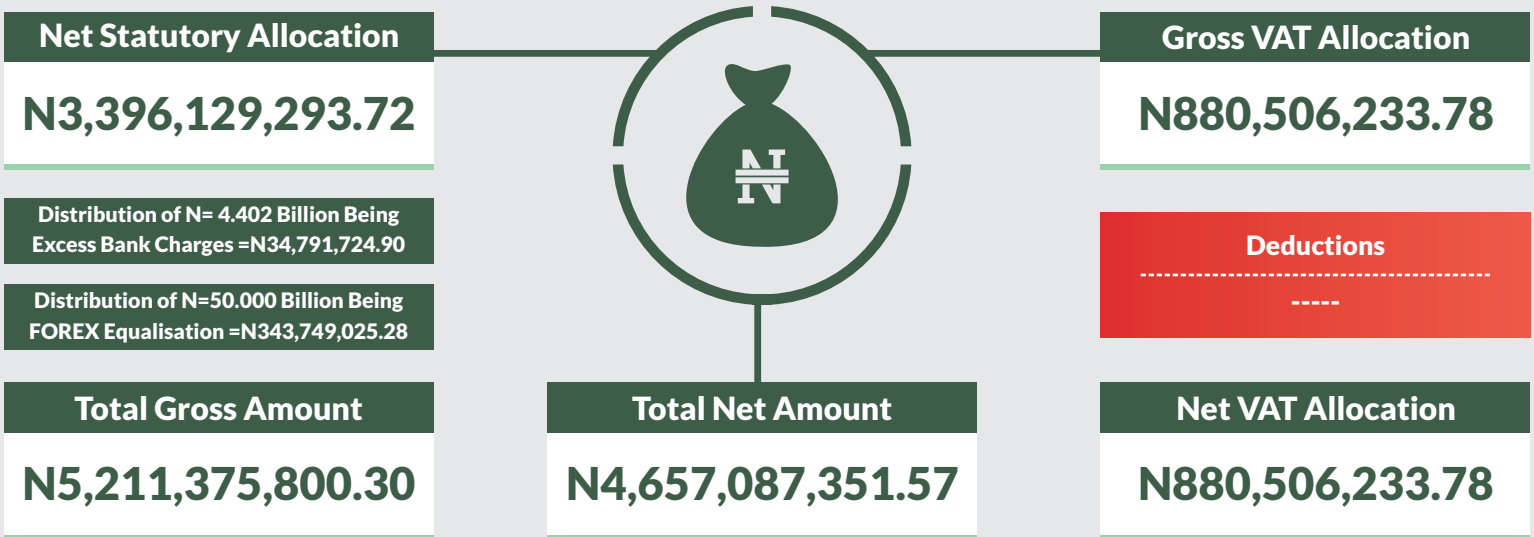 Net Statutory Allocation
N3,396,129,293.72
Distribution of N= 4.402 Billion Being
Excess Bank Charges =N34,791,724.90
Distribution of N=50.000 Billion Being
FOREX Equalisation =N343,749,025.28
Total Gross Amount
N5,211,375,800.30
₦
Total Net Amount
N4,657,087,351.57
Gross VAT Allocation
N880,506,233.78
Deductions
-----
Net VAT Allocation
N880,506,233.78